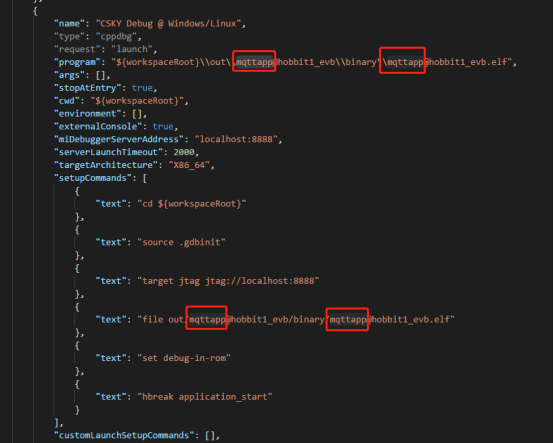 },
{
"name": "CSKY Debug @ Windows/Linux",
"type": "cppdbg",
"request": "launch",
"program": "${workspaceRoot}\\out\\mqttapp@hobbit1_evb\\binary\\mqttapp@hobbit1_evb.elf",
"args": [],
"stopAtEntry": true,
"cwd": "${workspaceRoot}",
"environment": [],
"externalConsole": true,
"miDebuggerServerAddress": "localhost:8888",
"serverLaunchTimeout": 2000,
"targetArchitecture": "X86_64",
"setupCommands": [
{
"text": "cd ${workspaceRoot}"
},
{
"text": "source .gdbinit"
},
{
"text": "target jtag jtag://localhost:8888"
},
{
"text": "file out/mqttapp@hobbit1_evb/binary/mqttapp@hobbit1_evb.elf"
},
{
"text": "set debug-in-rom"
},
{
"text": "hbreak application_start"
}
],
"customLaunchSetupCommands": [],